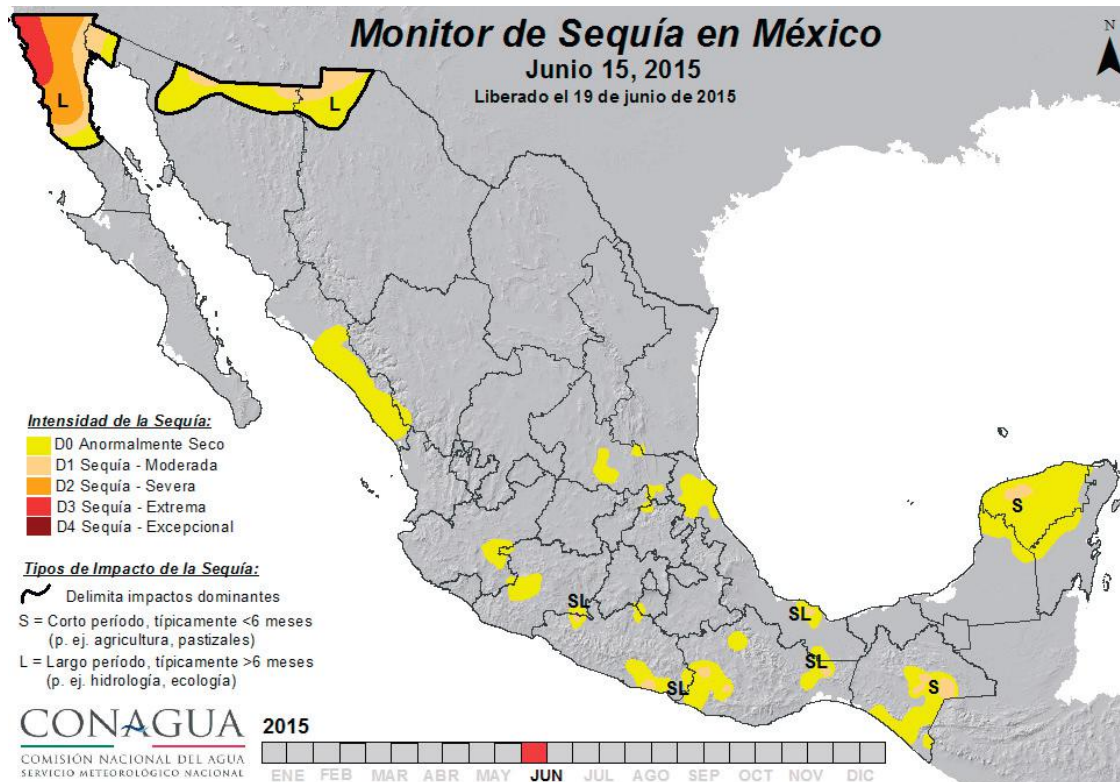 Monitor de Sequía en México
Junio 15, 2015
Liberado el 19 de junio de 2015
N
L
L
Intensidad de la Sequía:
D0 Anormalmente Seco
D1 Sequía - Moderada
D2 Sequía - Severa
D3 Sequía - Extrema
D4 Sequía - Excepcional
S
Tipos de Impacto de la Sequía:
Delimita impactos dominantes
S = Corto período, típicamente <6 meses
(p. ej. agricultura, pastizales)
L = Largo período, típicamente >6 meses
(p. ej. hidrología, ecología)
SL
SL
SL
SL
S
CONAGUA
COMISIÓN NACIONAL DEL AGUA
SERVICIO METEOROLÓGICO NACIONAL
2015
ENE FEB MAR ABR MAY JUN JUL AGO SEP OCT NOV DIC